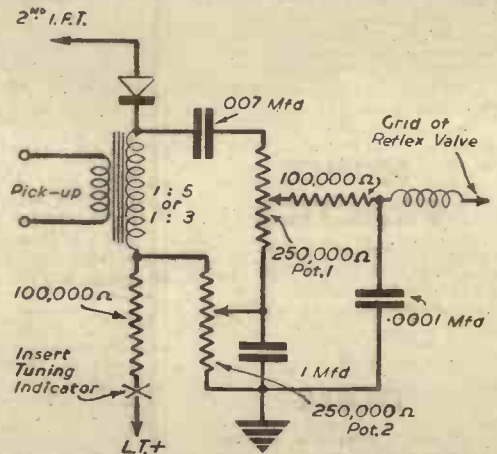 2ND I.F.T.
.007 Mfd
Grid of
Reflex Valve
Pick-up
1 : 5
or
1 : 3
100,000 Ω
250,000 Ω
Pot.1
100,000 Ω
.0001 Mfd
Insert
Tuning
Indicator
1 Mfd
250,000 Ω
Pot.2
L.T.+